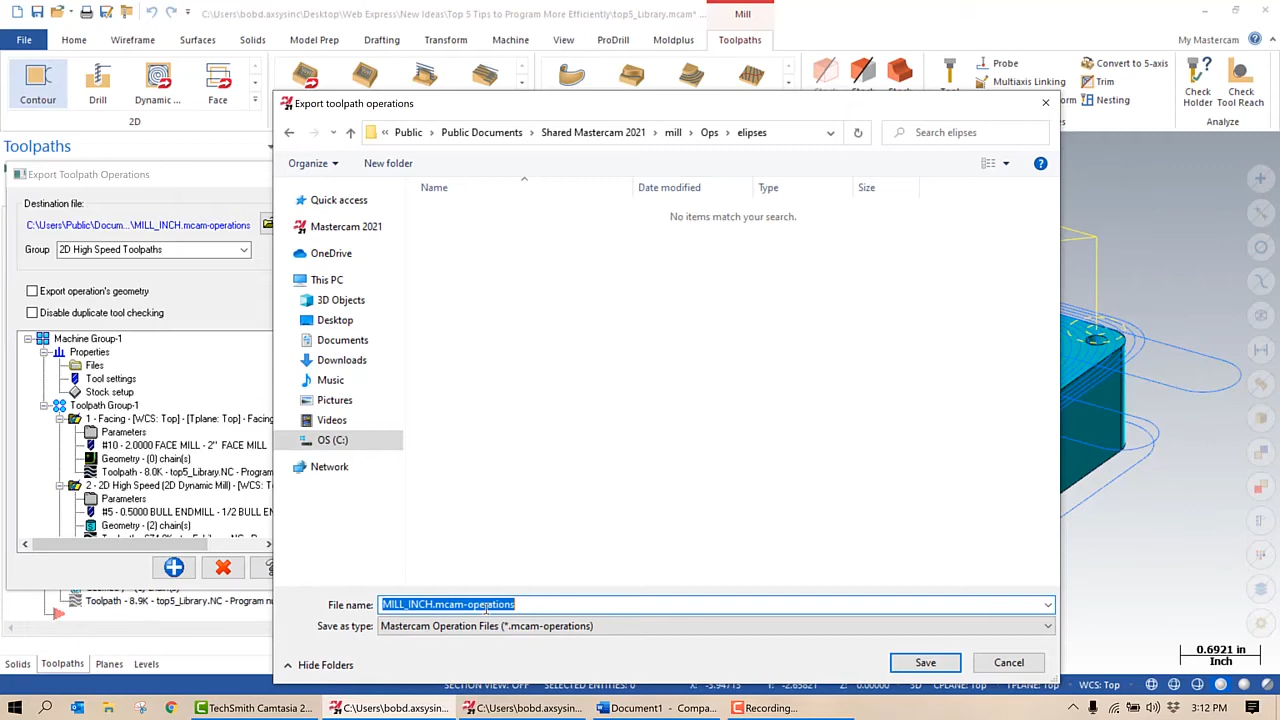 C:\Users\bobd.axsysinc\Desktop\Web Express\New Ideas\Top 5 Tips to Program More Efficiently\top5_Library.mcam*
Mill
File Home Wireframe Surfaces Solids Model Prep Drafting Transform Machine View ProDrill Moldplus Toolpaths My Mastercam
Contour Drill Dynamic ... Face
2D
Probe
Multiaxis Linking
Convert to 5-axis
Trim
Nesting
Check Holder
Check Tool Reach
Analyze
Toolpaths
Export Toolpath Operations
Destination file:
C:\Users\Public\Docum...\MILL_INCH.mcam-operations
Group 2D High Speed Toolpaths
Export operation's geometry
Disable duplicate tool checking
Machine Group-1
Properties
Files
Tool settings
Stock setup
Toolpath Group-1
1 - Facing - [WCS: Top] - [Tplane: Top] - Facing
Parameters
#10 - 2.0000 FACE MILL - 2" FACE MILL
Geometry - (0) chain(s)
Toolpath - 8.0K - top5_Library.NC - Program
2 - 2D High Speed (2D Dynamic Mill) - [WCS: T
Parameters
#5 - 0.5000 BULL ENDMILL - 1/2 BULL EN
Geometry - (2) chain(s)
Toolpath - 8.9K - top5_Library.NC - Program nu
Solids Toolpaths Planes Levels
Export toolpath operations
« Public › Public Documents › Shared Mastercam 2021 › mill › Ops › elipses
Search elipses
Organize New folder
Name Date modified Type Size
No items match your search.
Quick access
Mastercam 2021
OneDrive
This PC
3D Objects
Desktop
Documents
Downloads
Music
Pictures
Videos
OS (C:)
Network
File name: MILL_INCH.mcam-operations
Save as type: Mastercam Operation Files (*.mcam-operations)
Hide Folders
Save Cancel
0.6921 in
Inch
SECTION VIEW: OFF SELECTED ENTITIES: 0 X: -3.94713 Y: -2.65821 Z: 0.00000 CPLANE: TOP TPLANE: TOP WCS: Top
TechSmith Camtasia 2... C:\Users\bobd.axsysinc... C:\Users\bobd.axsysinc... Document1 - Compa... Recording... 3:12 PM